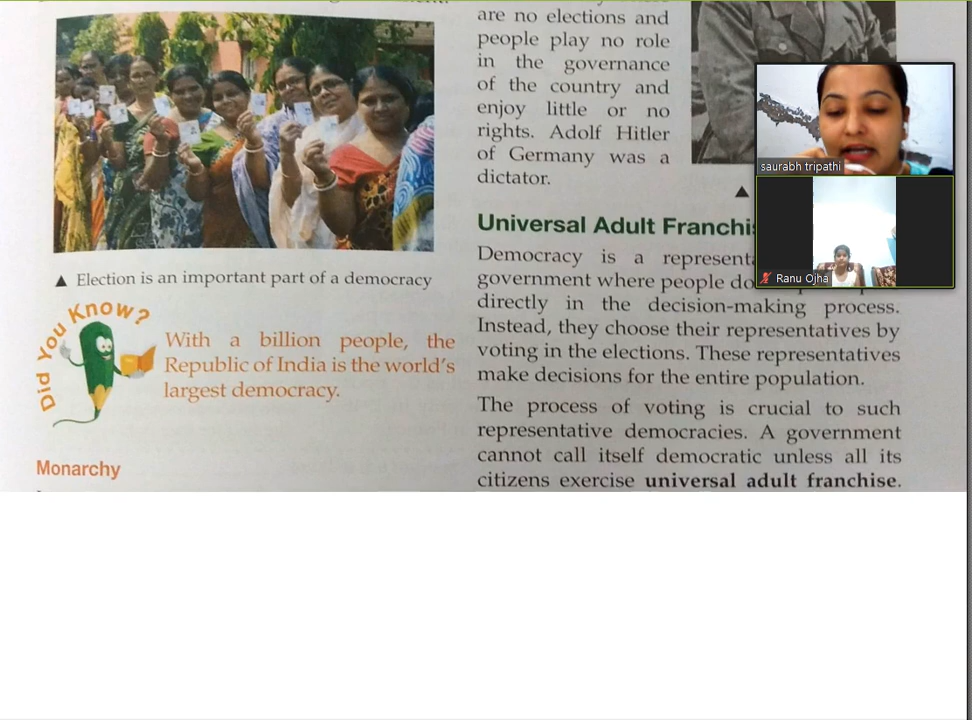 ▲ Election is an important part of a democracy
Did You Know?
With a billion people, the
Republic of India is the world's
largest democracy.
Monarchy
are no elections and
people play no role
in the governance
of the country and
enjoy little or no
rights. Adolf Hitler
of Germany was a
dictator.
▲
Universal Adult
Democracy is a
government where people
directly in the decision-making process.
Instead, they choose their representatives by
voting in the elections. These representatives
make decisions for the entire population.
The process of voting is crucial to such
representative democracies. A government
cannot call itself democratic unless all its
citizens exercise universal adult franchise.
saurabh tripathi
Ranu Ojha